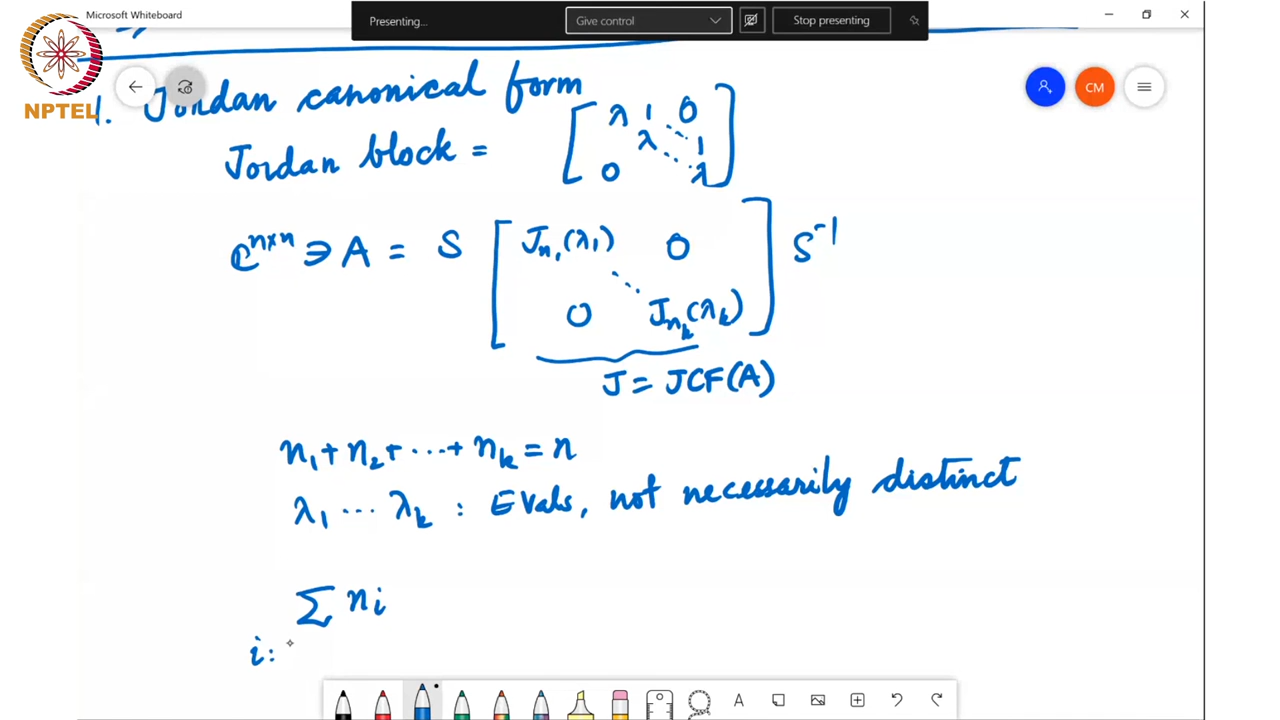 Microsoft Whiteboard
Presenting...
Give control
Stop presenting
NPTEL
CM
1. Jordan canonical form
Jordan block = [ λ 1 0
λ ⋱ 1
0 ⋱ λ ]
ℂ^{n×n} ∋ A = S [ J_{n_1}(λ_1) 0
⋱
0 J_{n_k}(λ_k) ] S^{-1}
J = JCF(A)
n_1 + n_2 + ⋯ + n_k = n
λ_1 ⋯ λ_k : Evals, not necessarily distinct
Σ n_i
i:
A